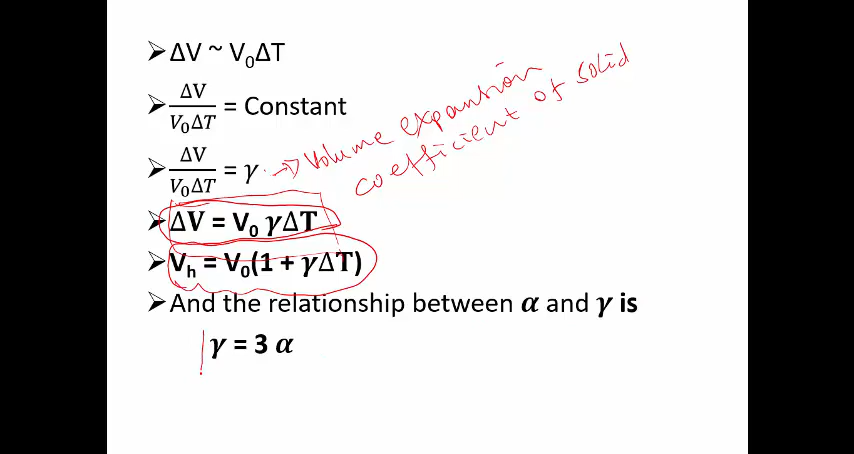 ➤ΔV ~ V₀ΔT
➤ΔV/V₀ΔT = Constant
➤ΔV/V₀ΔT = γ → Volume expansion
coefficient of solid
➤ΔV = V₀ γΔT
➤Vₕ = V₀(1 + γΔT)
➤And the relationship between α and γ is
γ = 3 α